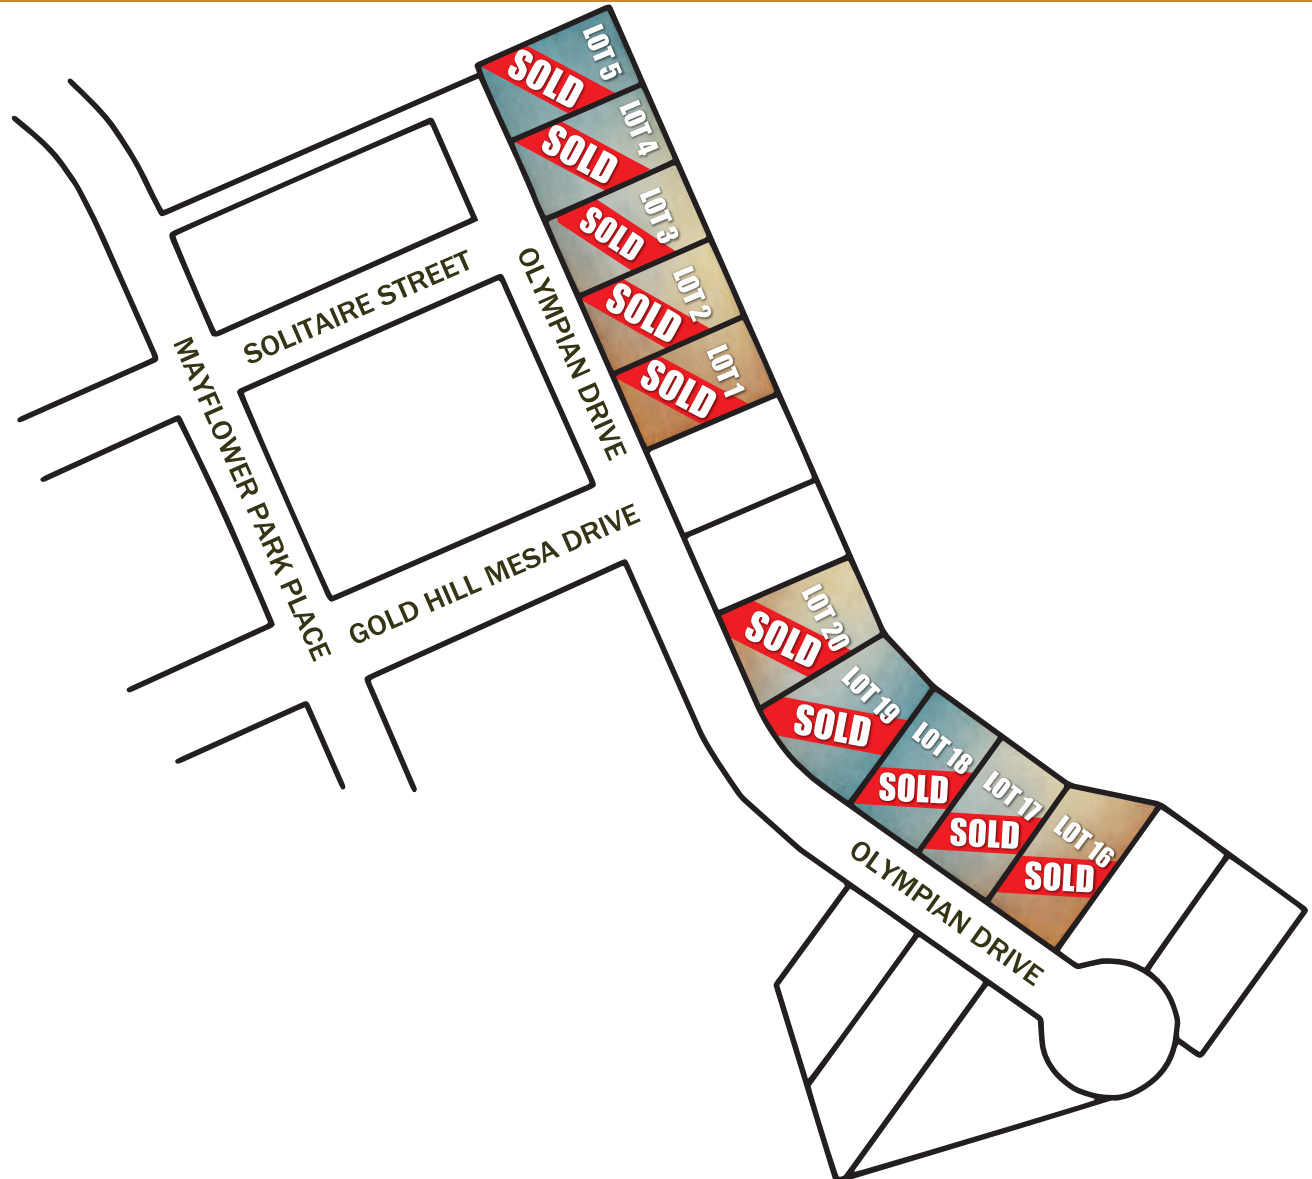 LOT 5
SOLD
LOT 4
SOLD
LOT 3
SOLD
LOT 2
SOLD
LOT 1
SOLD
SOLITAIRE STREET
OLYMPIAN DRIVE
MAYFLOWER PARK PLACE
GOLD HILL MESA DRIVE
LOT 20
SOLD
LOT 19
SOLD
LOT 18
SOLD
LOT 17
SOLD
LOT 16
SOLD
OLYMPIAN DRIVE